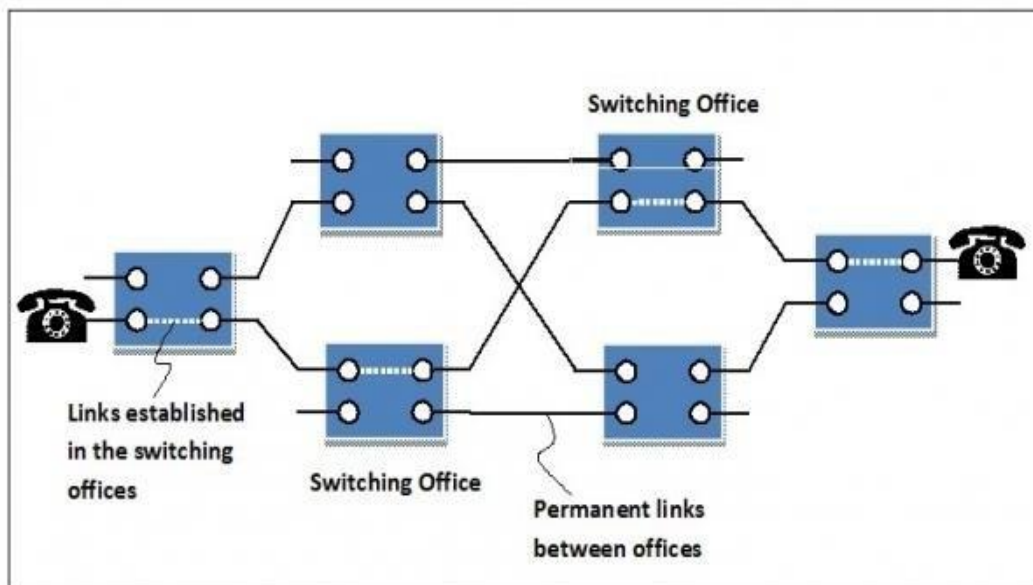 Switching Office
Links established
in the switching
offices
Switching Office
Permanent links
between offices